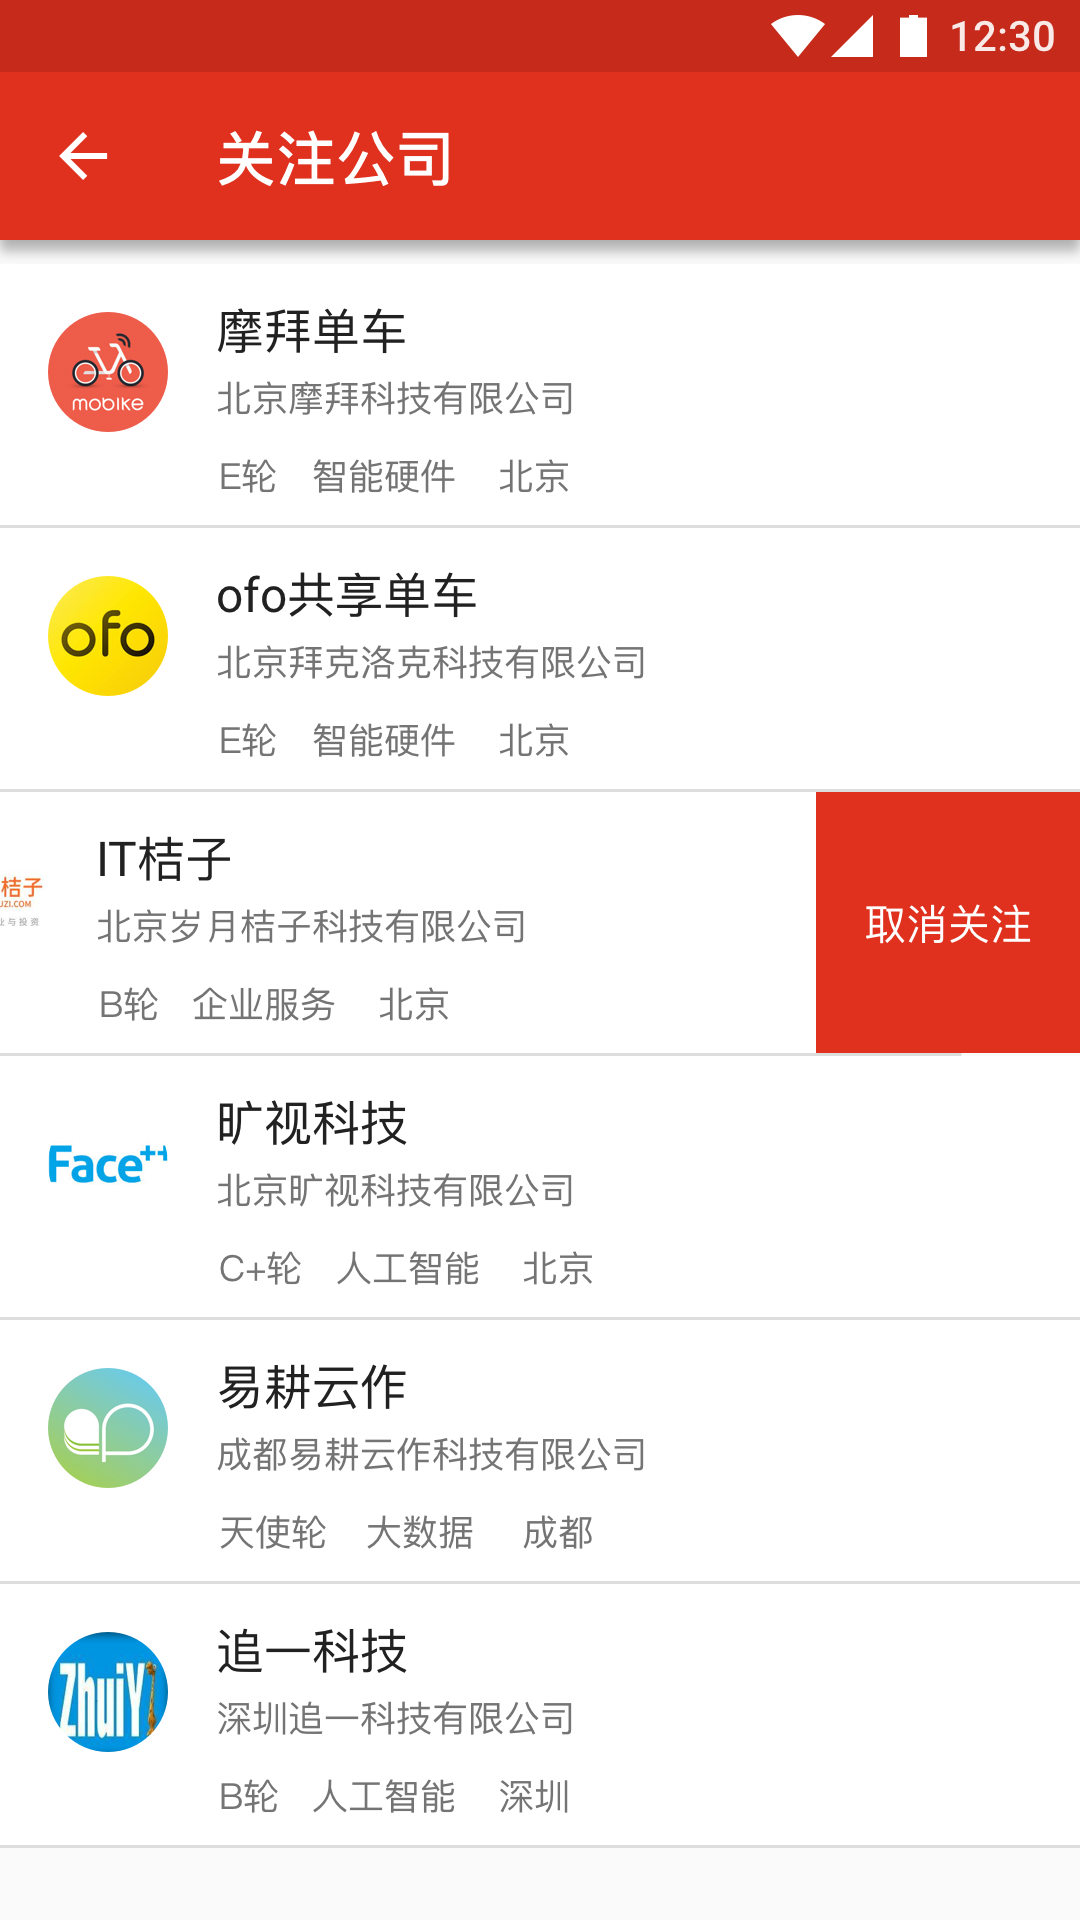 12:30
关注公司
摩拜单车
mobike
北京摩拜科技有限公司
E轮 智能硬件 北京
ofo共享单车
ofo
北京拜克洛克科技有限公司
E轮 智能硬件 北京
IT桔子
桔子
UZI.COM
业与投资
北京岁月桔子科技有限公司
取消关注
B轮 企业服务 北京
旷视科技
Face++
北京旷视科技有限公司
C+轮 人工智能 北京
易耕云作
成都易耕云作科技有限公司
天使轮 大数据 成都
追一科技
ZhuiYi
深圳追一科技有限公司
B轮 人工智能 深圳